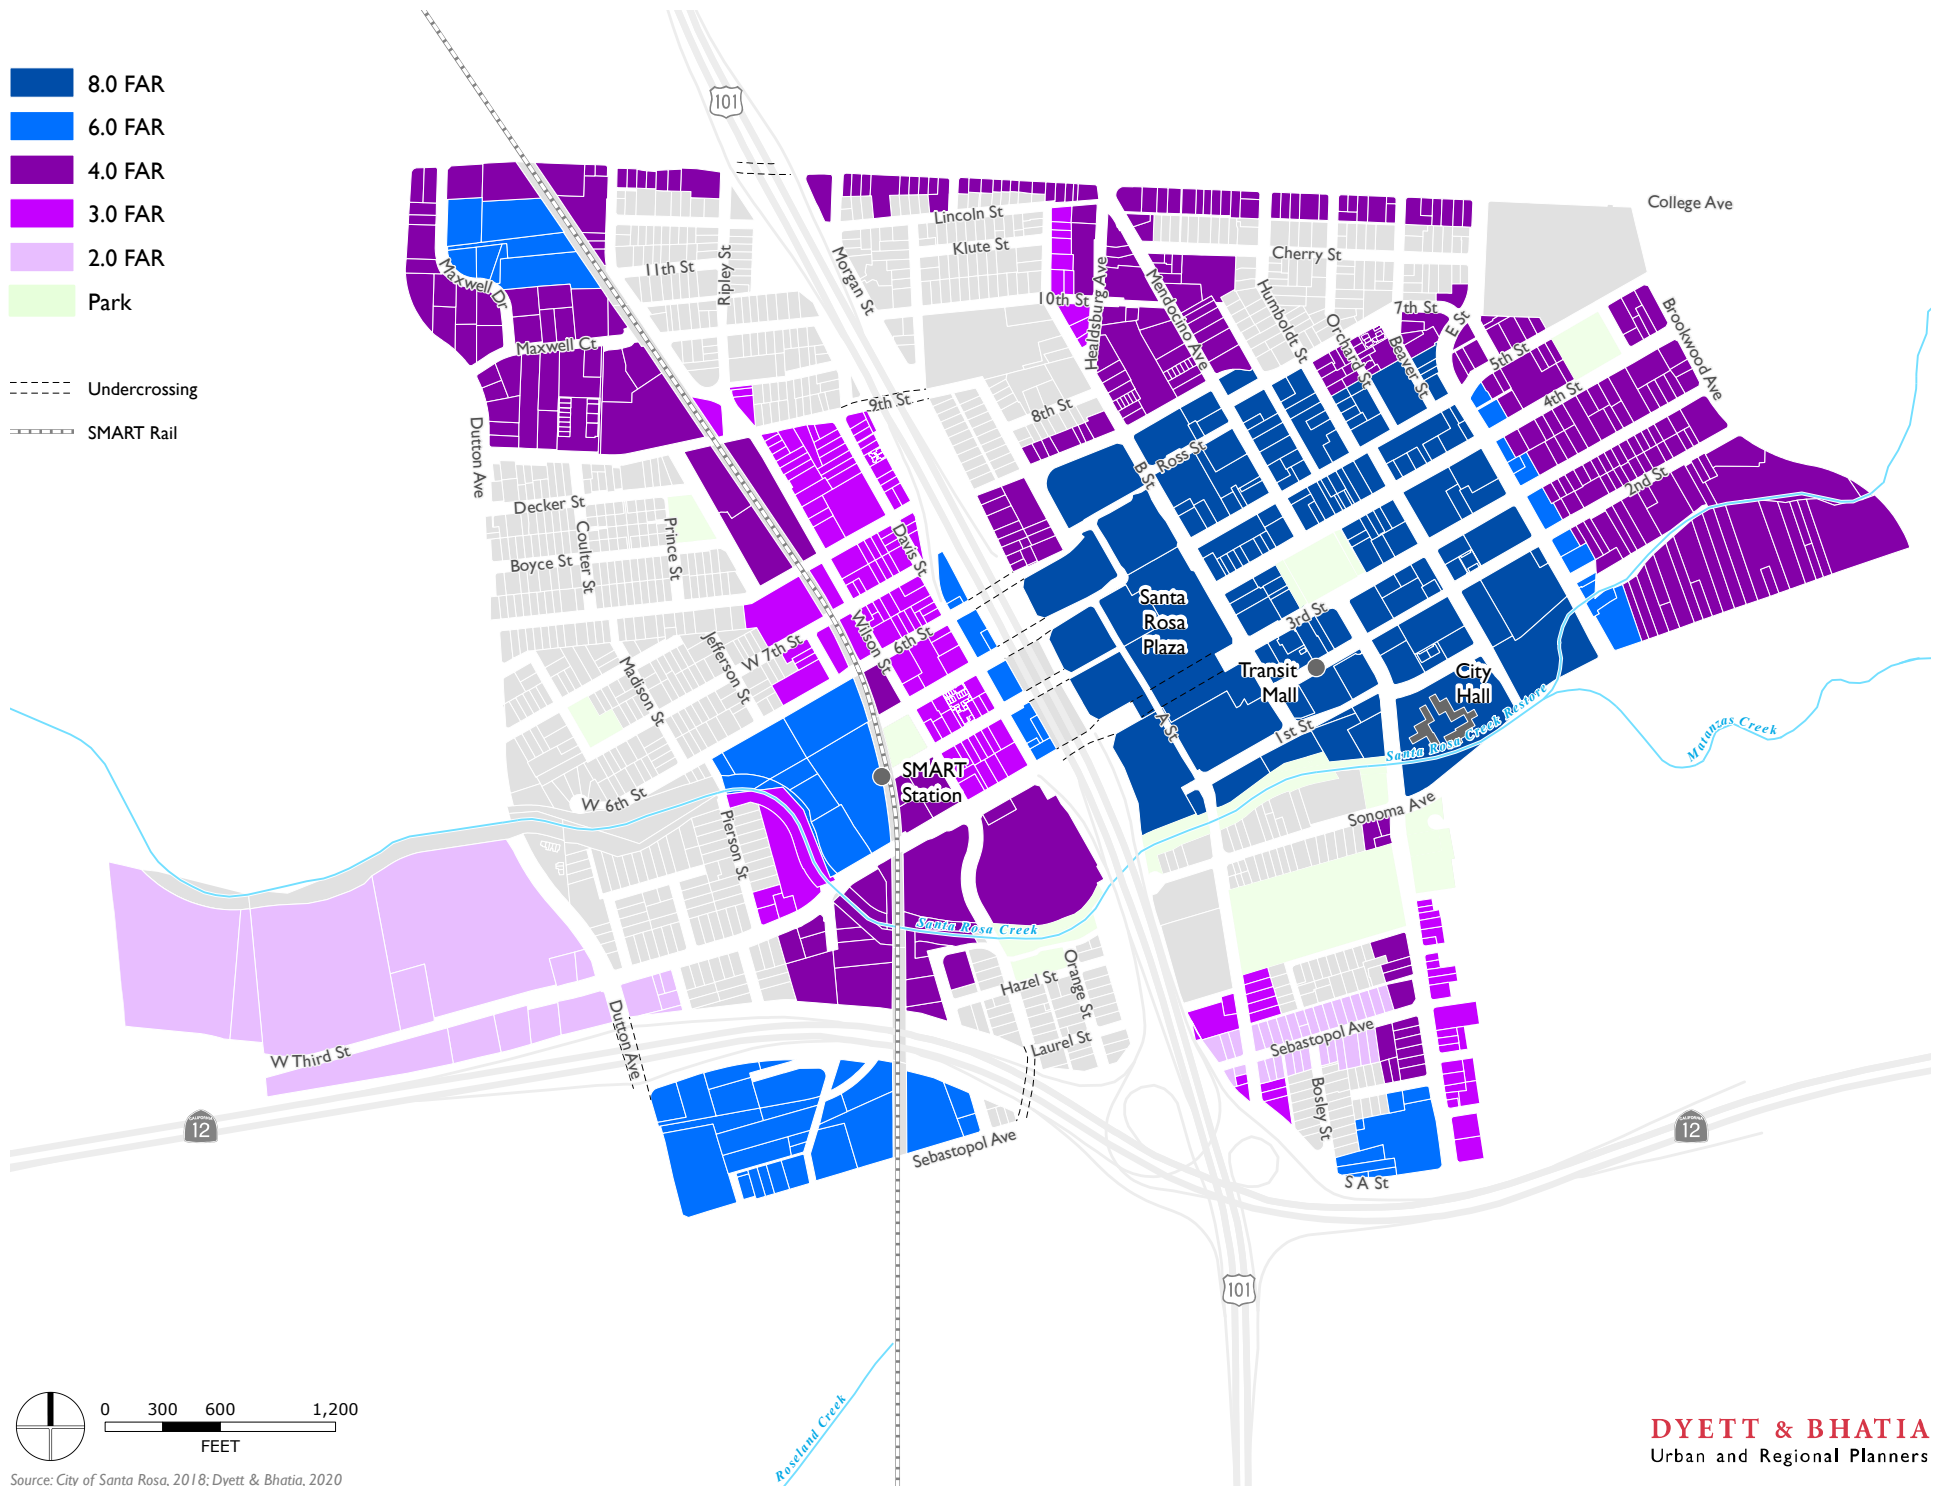 8.0 FAR
6.0 FAR
4.0 FAR
3.0 FAR
2.0 FAR
Park
Undercrossing
SMART Rail
101
College Ave
Lincoln St
Klute St
Cherry St
11th St
Ripley St
Morgan St
Maxwell Dr
10th St
Healdsburg Ave
Mendocino Ave
Humboldt St
Orchard St
7th St
Beaver St
E St
5th St
Brookwood Ave
Maxwell Ct
4th St
9th St
8th St
Dutton Ave
B St
Ross St
2nd St
Decker St
Coulter St
Prince St
Davis St
Boyce St
Santa
Rosa
Plaza
3rd St
Wilson St
6th St
W 7th St
Jefferson St
Madison St
Transit
Mall
City
Hall
A St
1st St
Santa Rosa Creek Restore
Matanzas Creek
SMART
Station
W 6th St
Pierson St
Sonoma Ave
Santa Rosa Creek
Hazel St
Orange St
Laurel St
Dutton Ave
W Third St
Sebastopol Ave
Bosley St
CALIFORNIA
12
CALIFORNIA
12
Sebastopol Ave
S A St
101
Roseland Creek
0 300 600 1,200
FEET
Source: City of Santa Rosa, 2018; Dyett & Bhatia, 2020
DYETT & BHATIA
Urban and Regional Planners